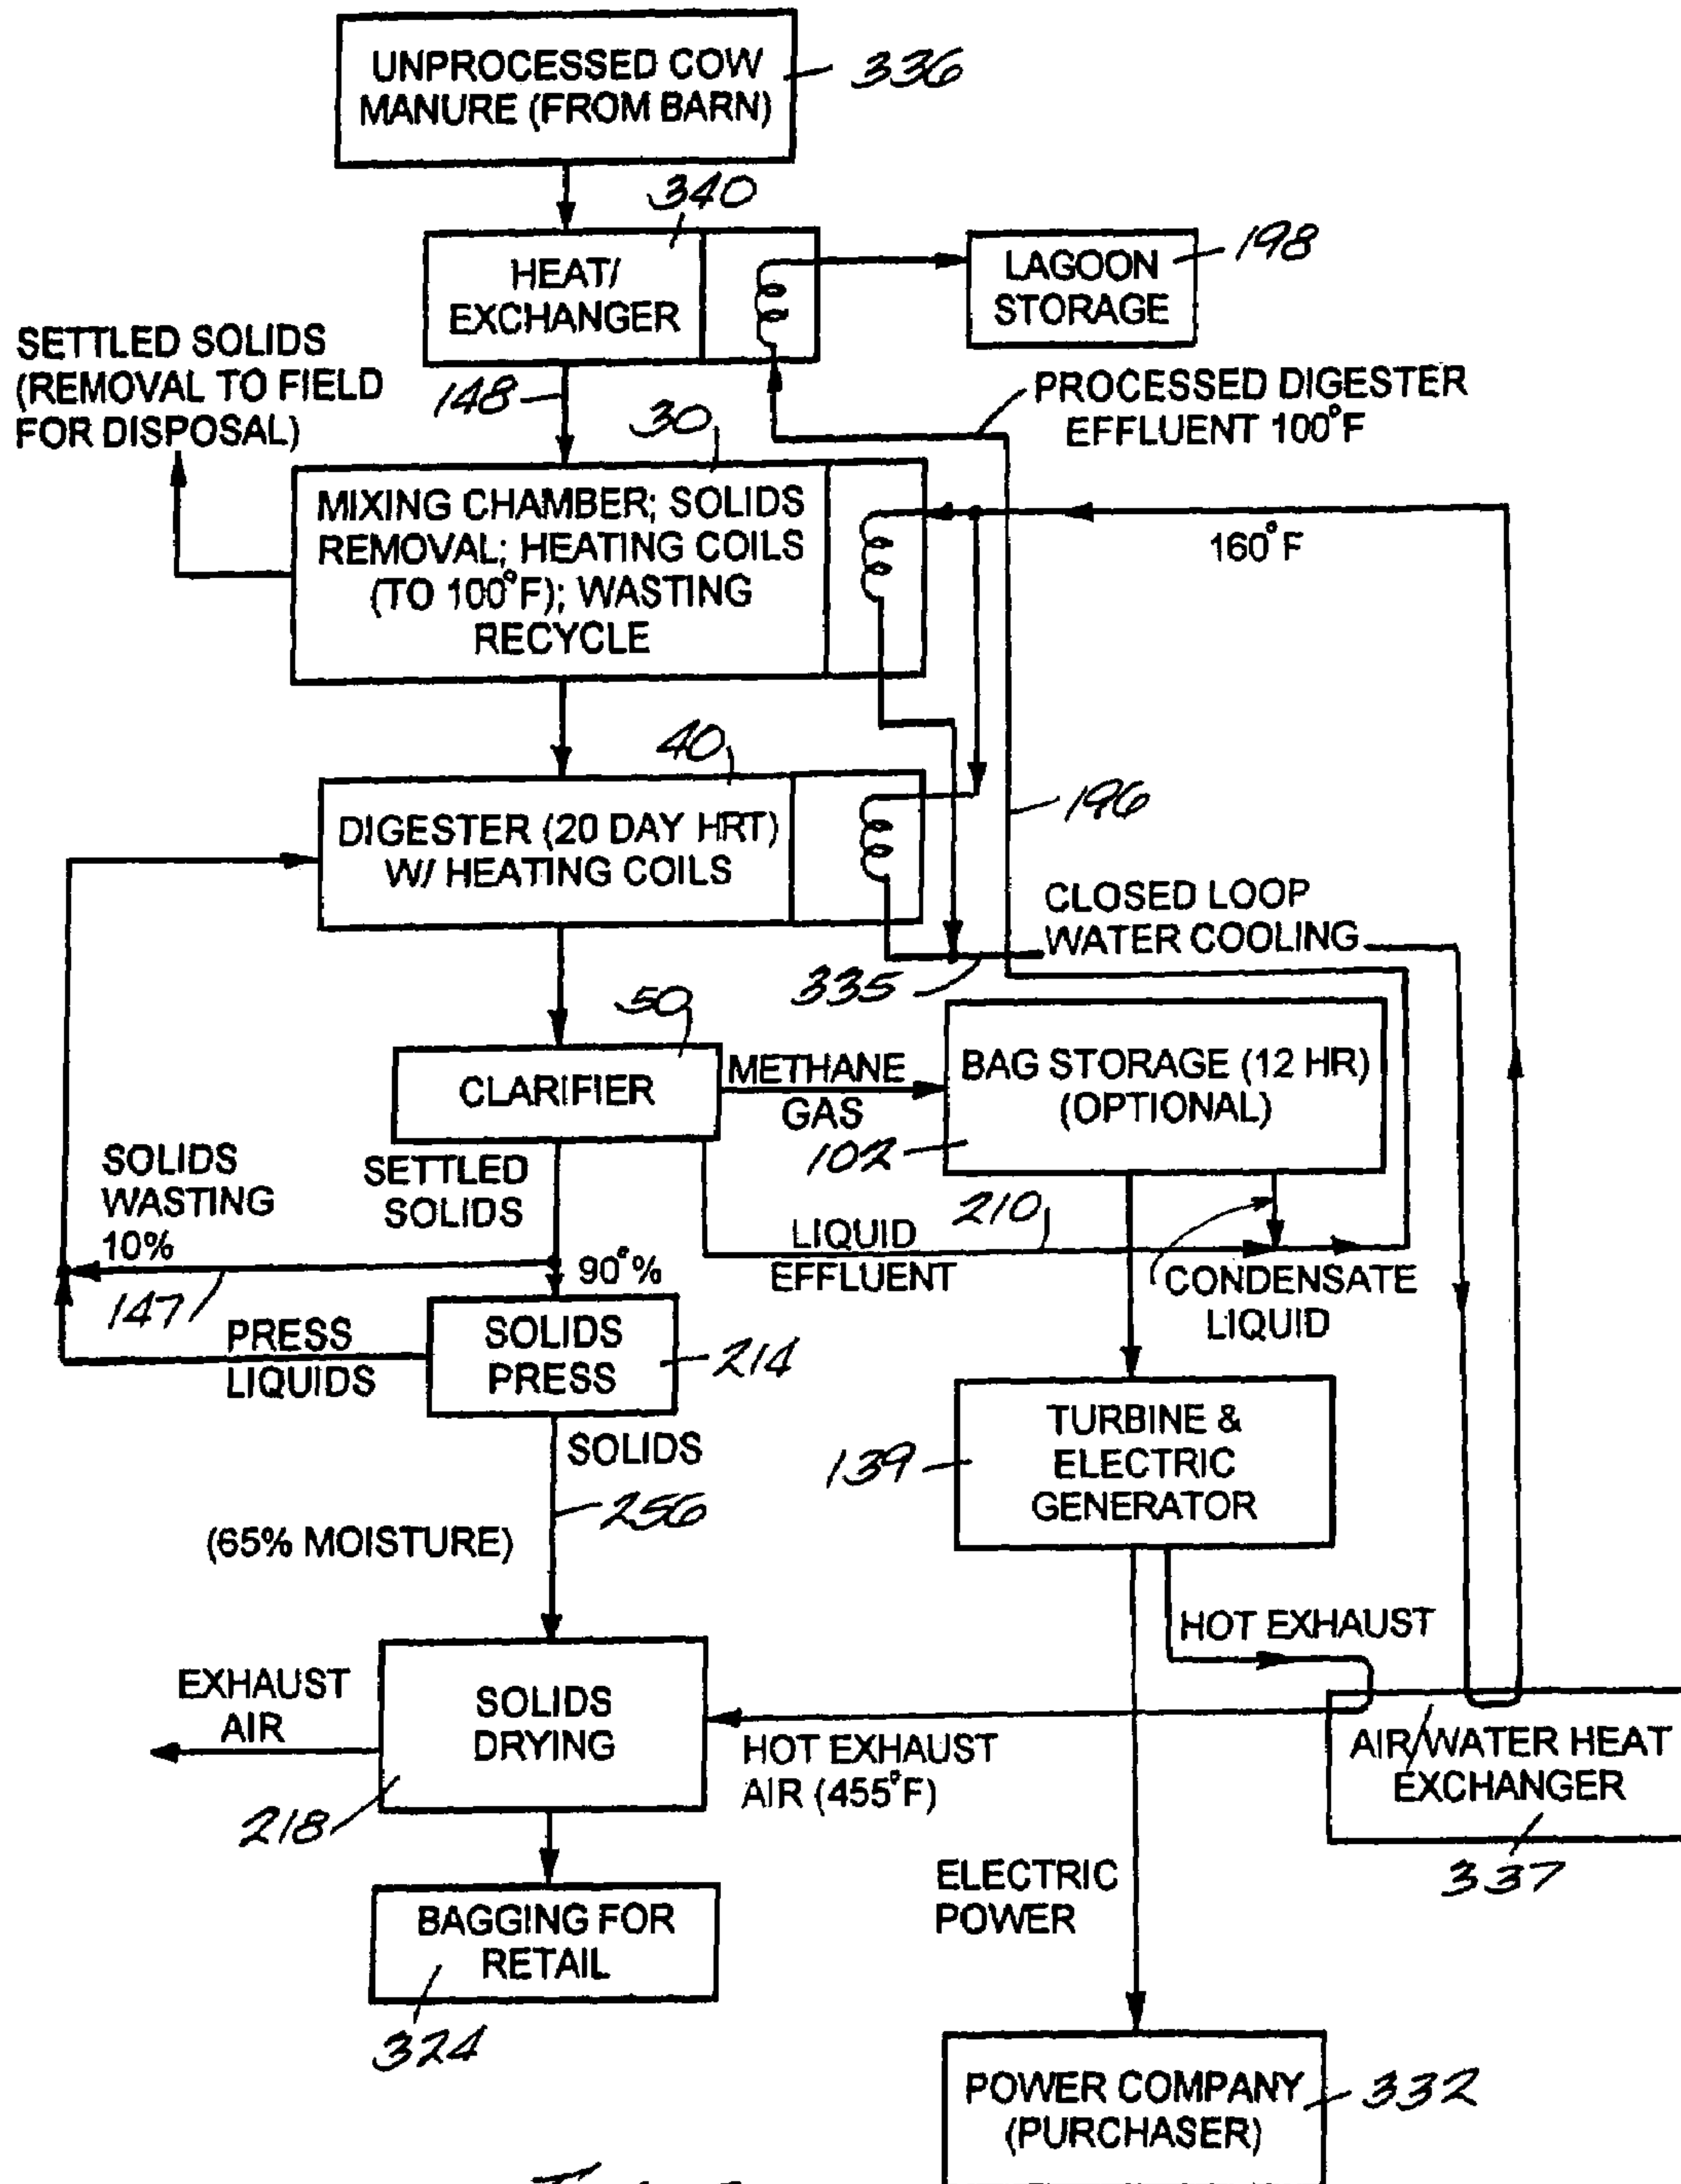 UNPROCESSED COW
MANURE (FROM BARN)
336
340
HEAT/
EXCHANGER
LAGOON
STORAGE
198
SETTLED SOLIDS
(REMOVAL TO FIELD
FOR DISPOSAL)
148
30
PROCESSED DIGESTER
EFFLUENT 100°F
MIXING CHAMBER; SOLIDS
REMOVAL; HEATING COILS
(TO 100°F); WASTING
RECYCLE
160°F
40
DIGESTER (20 DAY HRT)
W/ HEATING COILS
196
CLOSED LOOP
WATER COOLING
335
50
CLARIFIER
METHANE
GAS
BAG STORAGE (12 HR)
(OPTIONAL)
102
SOLIDS
WASTING
10%
SETTLED
SOLIDS
90°%
210
LIQUID
EFFLUENT
CONDENSATE
LIQUID
147
PRESS
LIQUIDS
SOLIDS
PRESS
214
TURBINE &
ELECTRIC
GENERATOR
139
SOLIDS
256
(65% MOISTURE)
HOT EXHAUST
EXHAUST
AIR
SOLIDS
DRYING
218
HOT EXHAUST
AIR (455°F)
AIR/WATER HEAT
EXCHANGER
337
ELECTRIC
POWER
BAGGING FOR
RETAIL
324
POWER COMPANY
(PURCHASER)
332